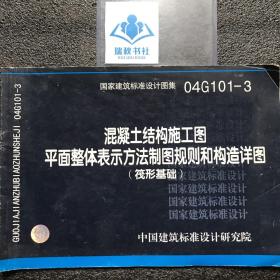 瑞秋书社
国家建筑标准设计图集 04G101-3
混凝土结构施工图
平面整体表示方法制图规则和构造详图
(筏形基础)
国家建筑标准设计
国家建筑标准设计
国家建筑标准设计
国家建筑标准设计
中国建筑标准设计研究院
GUOJIAJIANZHUBIAOZHUNSHEJI 04G101-3